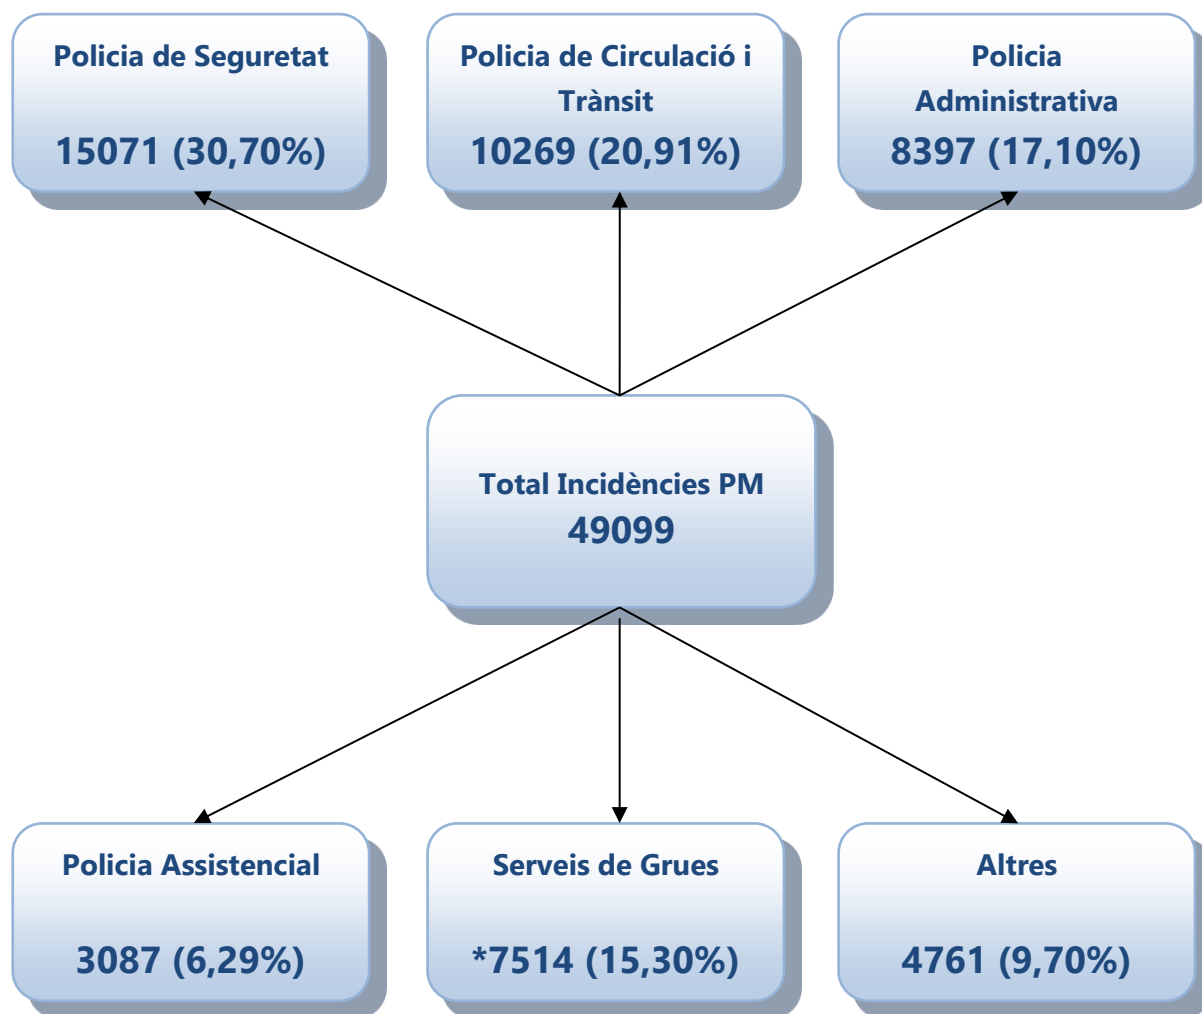 Policia de Seguretat
15071 (30,70%)
Policia de Circulació i
Trànsit
10269 (20,91%)
Policia
Administrativa
8397 (17,10%)
Total Incidències PM
49099
Policia Assistencial
3087 (6,29%)
Serveis de Grues
*7514 (15,30%)
Altres
4761 (9,70%)